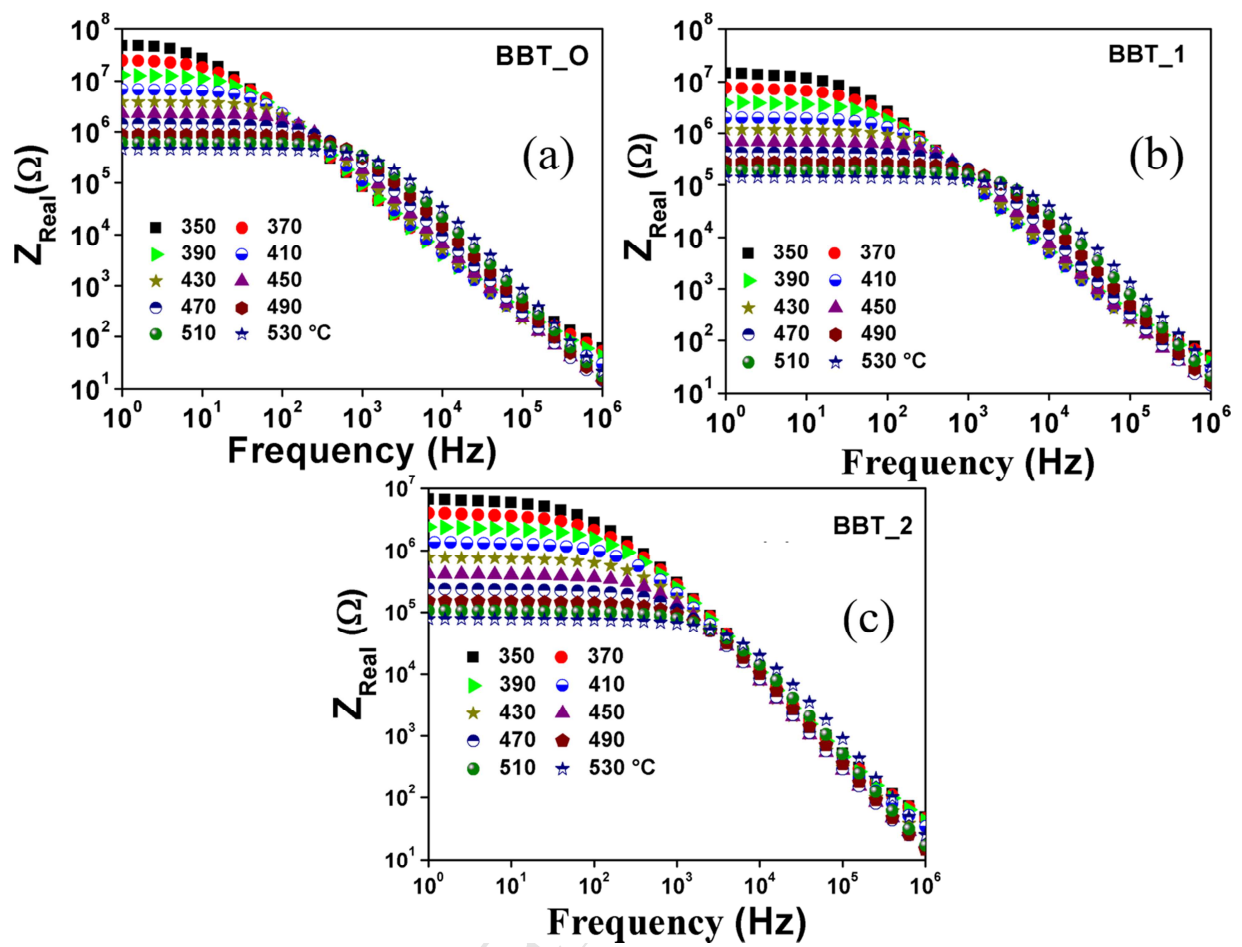 BBT_O
(a)
10⁸
10⁷
10⁶
10⁵
10⁴
10³
10²
10¹
Z_Real (Ω)
350 370
390 410
430 450
470 490
510 530 °C
10⁰ 10¹ 10² 10³ 10⁴ 10⁵ 10⁶
Frequency (Hz)
BBT_1
(b)
10⁸
10⁷
10⁶
10⁵
10⁴
10³
10²
10¹
Z_Real (Ω)
350 370
390 410
430 450
470 490
510 530 °C
10⁰ 10¹ 10² 10³ 10⁴ 10⁵ 10⁶
Frequency (Hz)
BBT_2
(c)
10⁷
10⁶
10⁵
10⁴
10³
10²
10¹
Z_Real (Ω)
350 370
390 410
430 450
470 490
510 530 °C
10⁰ 10¹ 10² 10³ 10⁴ 10⁵ 10⁶
Frequency (Hz)